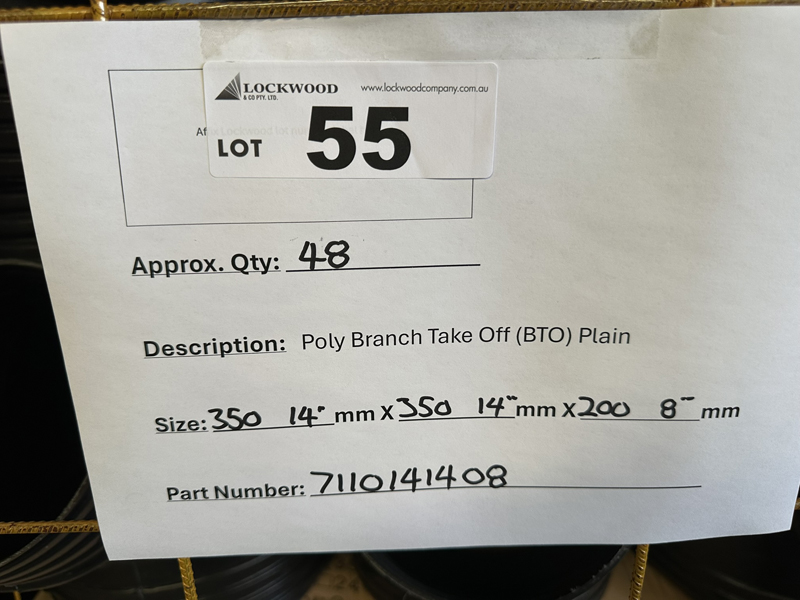 LOCKWOOD www.lockwoodcompany.com.au
& CO PTY. LTD.
LOT 55
Approx. Qty: 48
Description: Poly Branch Take Off (BTO) Plain
Size: 350 14" mm X 350 14" mm X 200 8" mm
Part Number: 7110141408